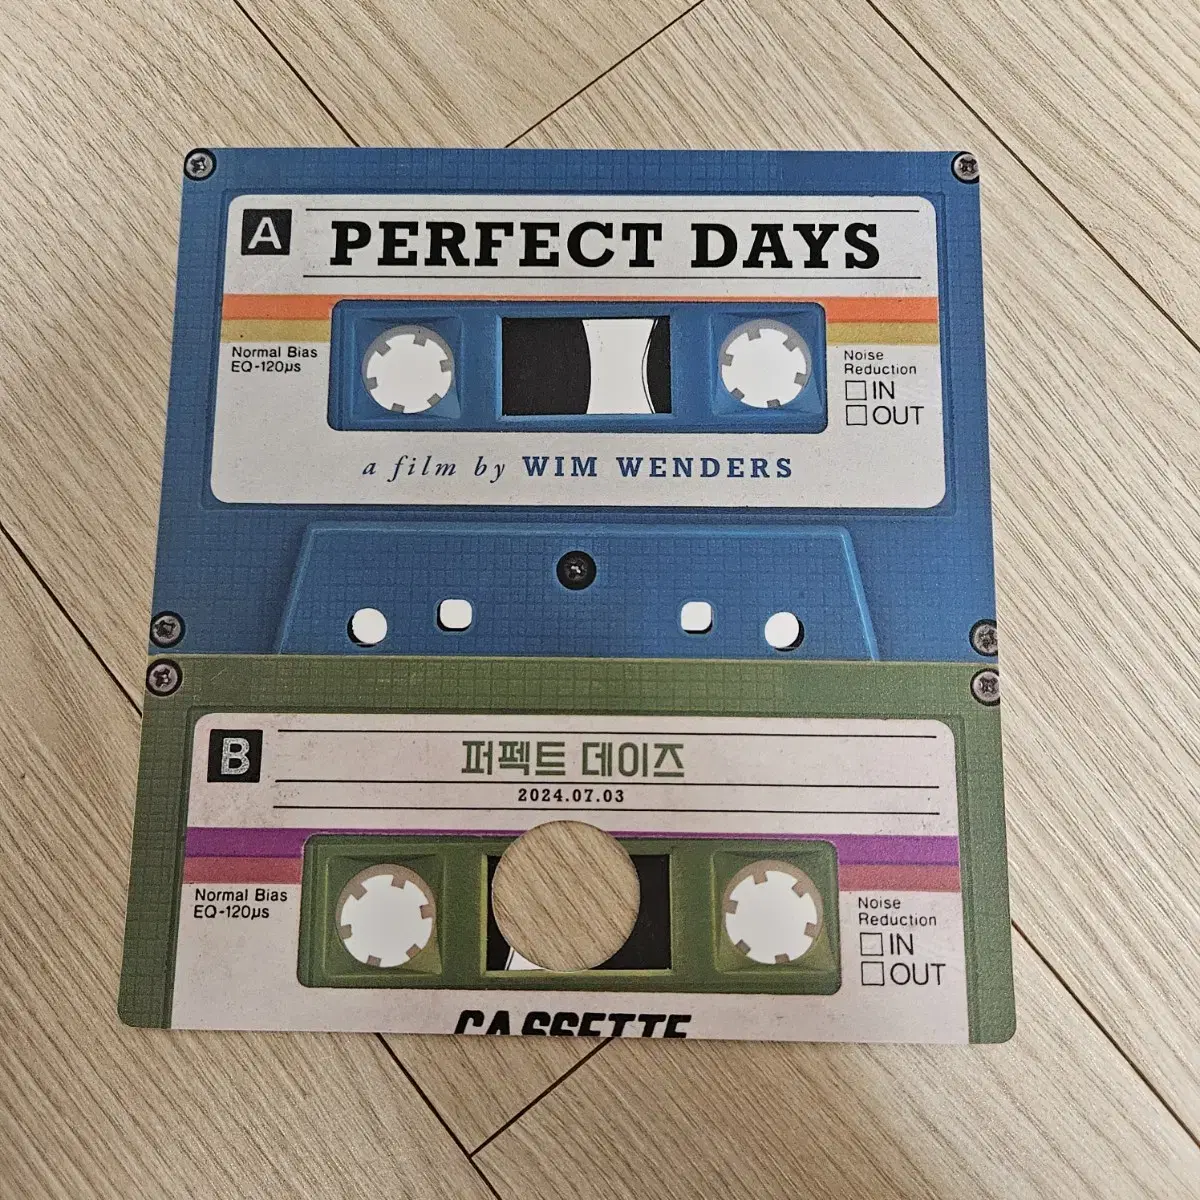 A
PERFECT DAYS
Normal Bias
EQ-120µs
Noise
Reduction
IN
OUT
a film by WIM WENDERS
B
퍼펙트 데이즈
2024.07.03
Normal Bias
EQ-120µs
Noise
Reduction
IN
OUT
CASSETTE